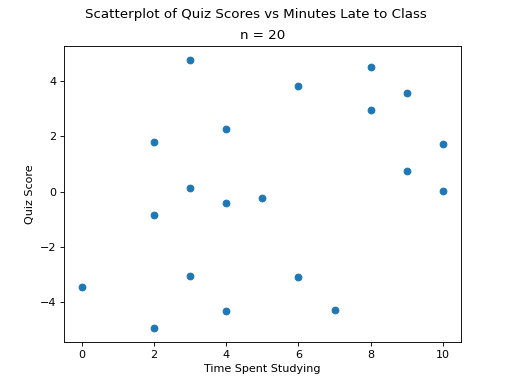 Scatterplot of Quiz Scores vs Minutes Late to Class
n = 20
4
2
0
−2
−4
Quiz Score
0 2 4 6 8 10
Time Spent Studying